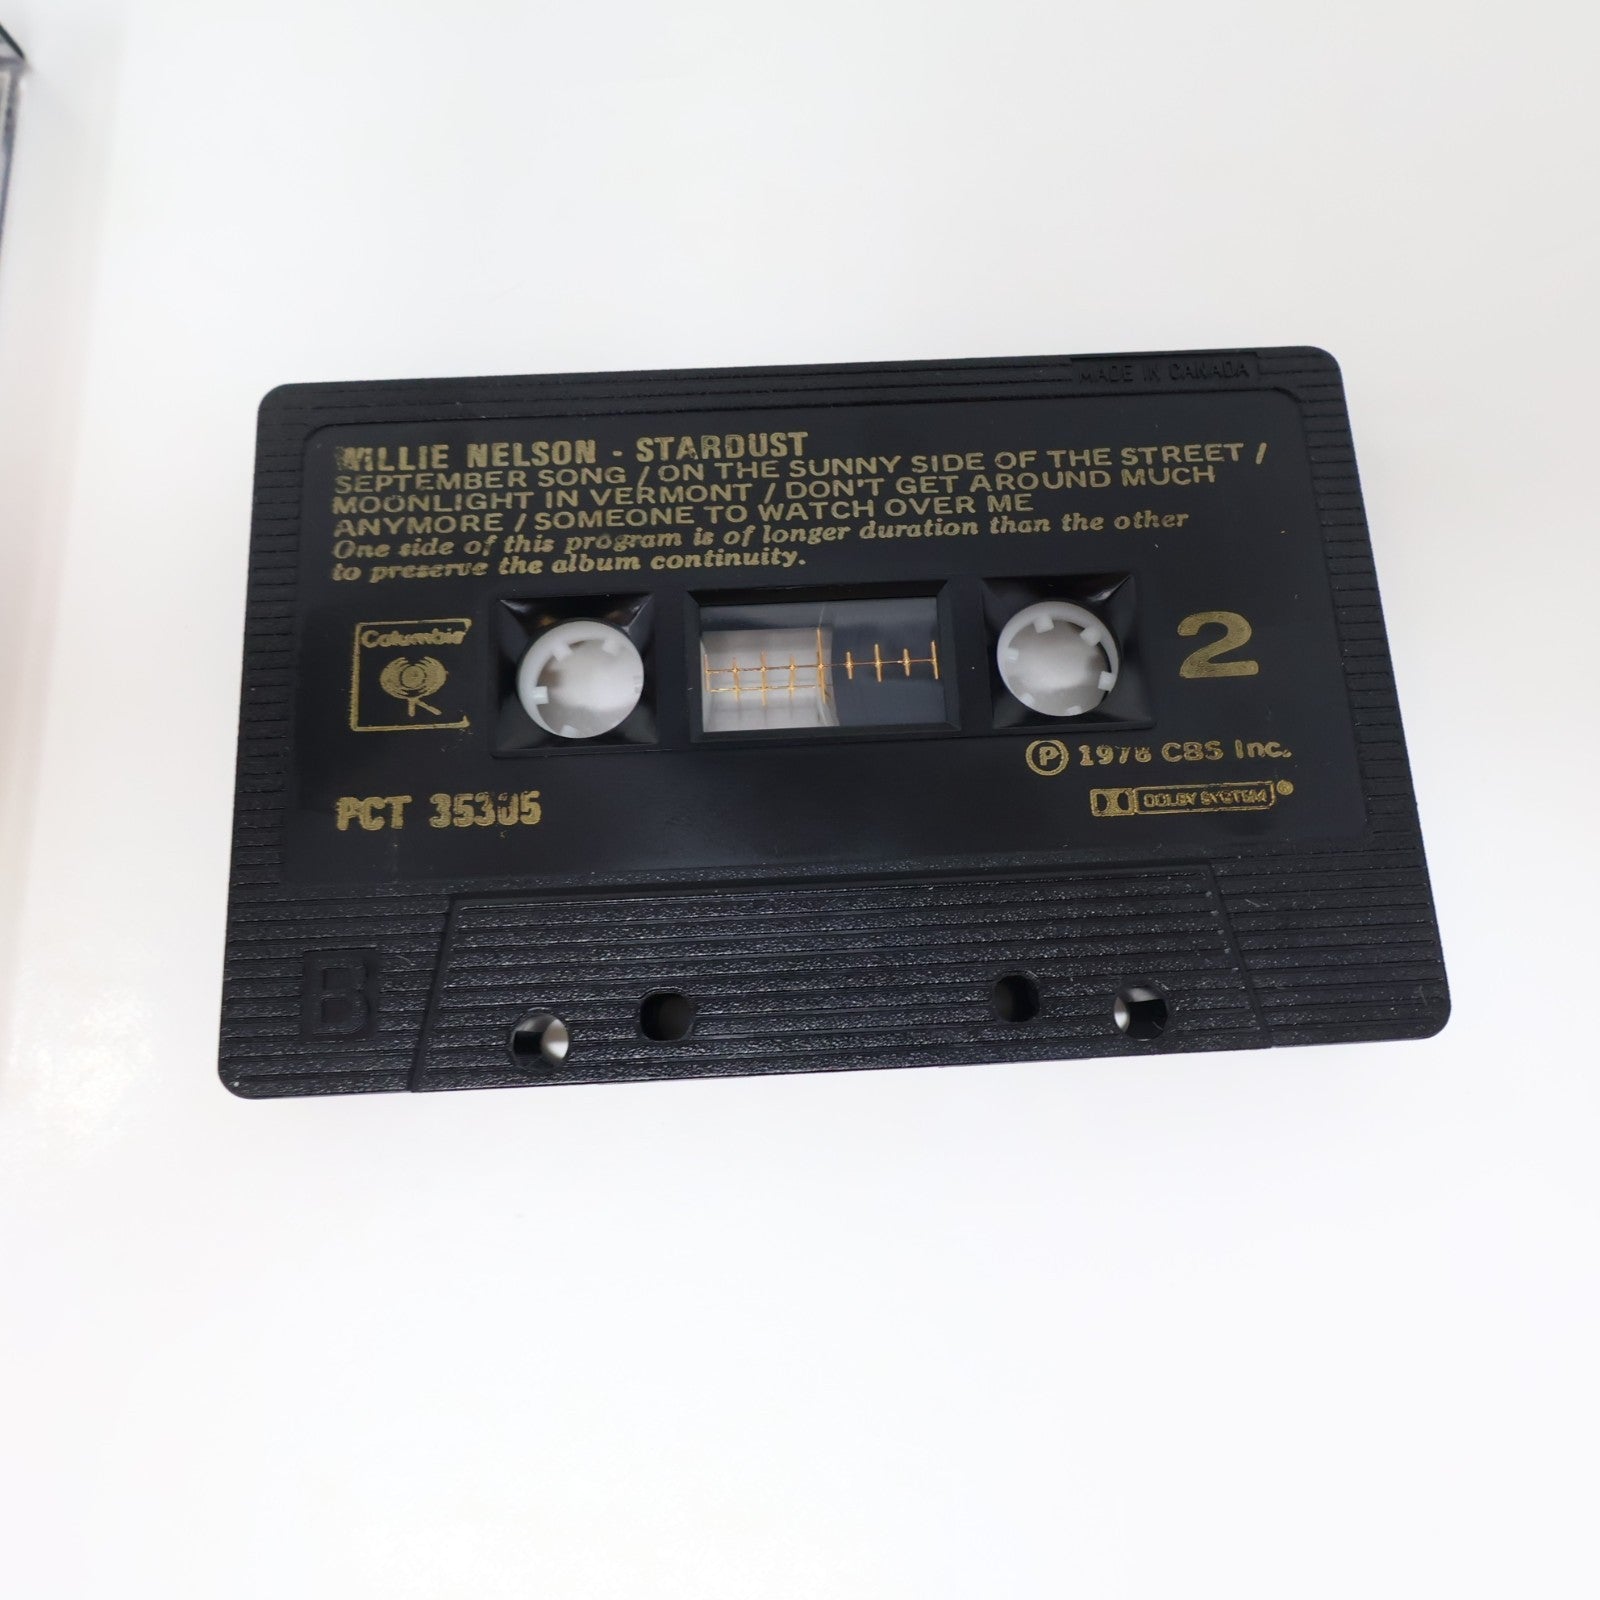 MADE IN CANADA
WILLIE NELSON - STARDUST
SEPTEMBER SONG / ON THE SUNNY SIDE OF THE STREET /
MOONLIGHT IN VERMONT / DON'T GET AROUND MUCH
ANYMORE / SOMEONE TO WATCH OVER ME
One side of this program is of longer duration than the other
to preserve the album continuity.
Columbia
2
Ⓟ 1978 CBS Inc.
PCT 35305
DOLBY SYSTEM®
B